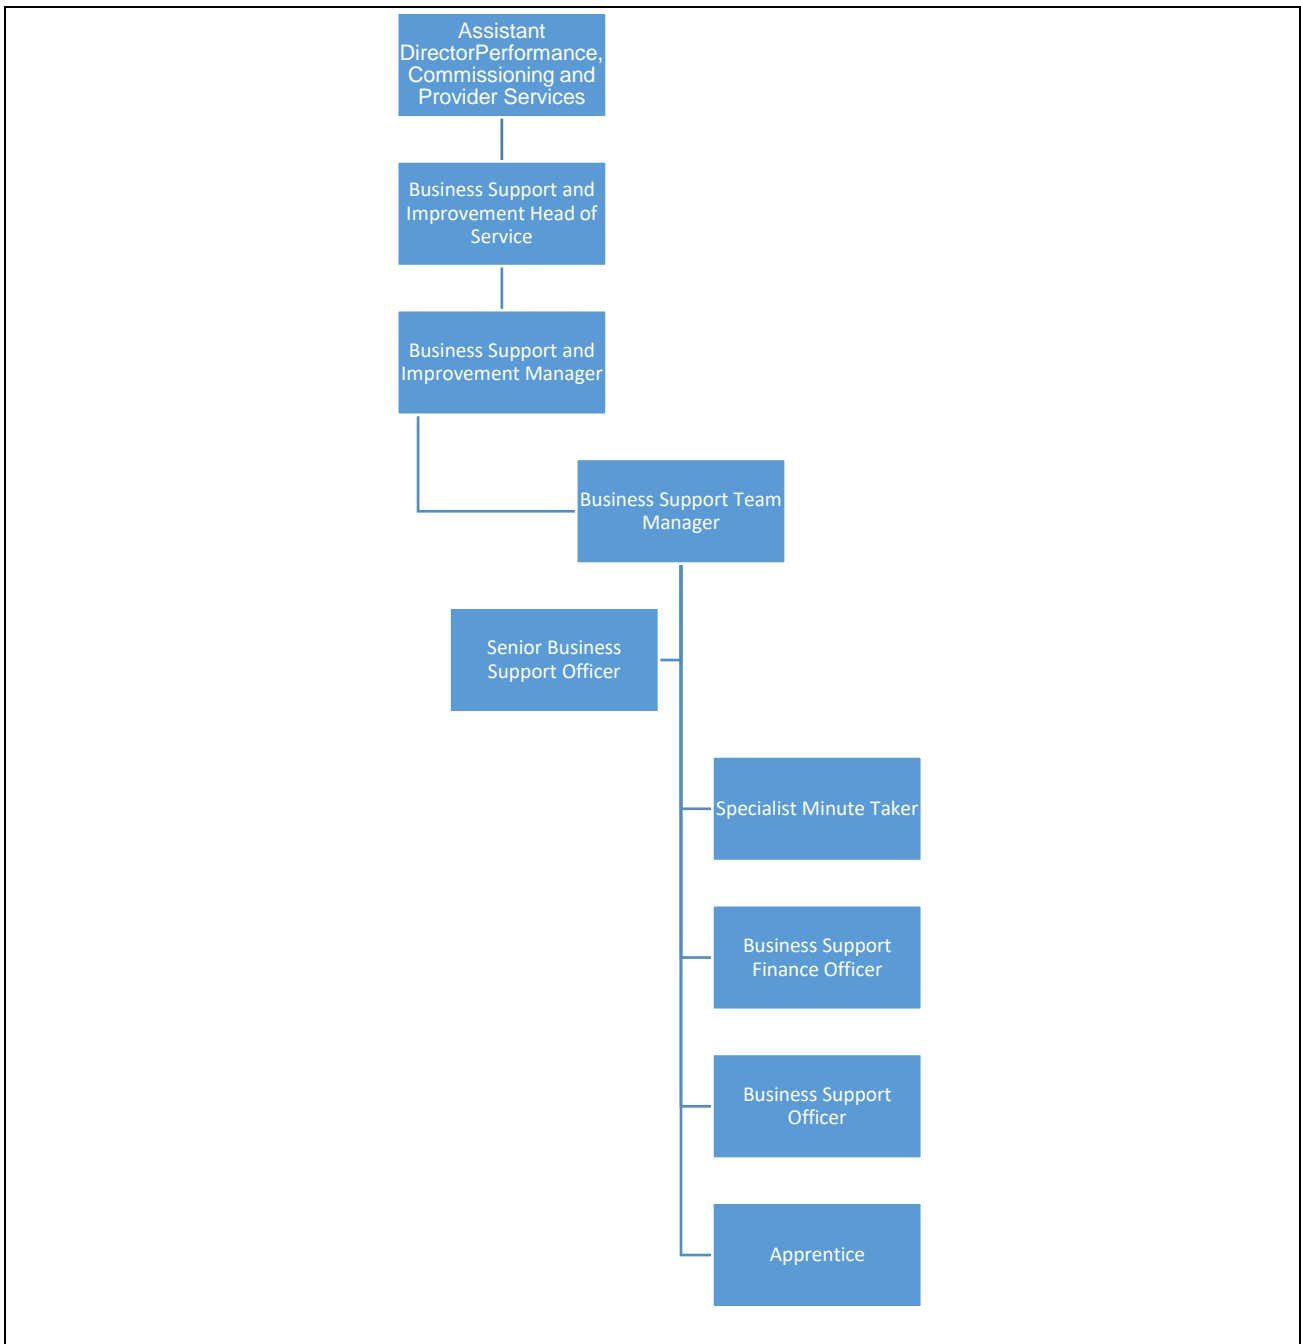 Assistant
DirectorPerformance,
Commissioning and
Provider Services
Business Support and
Improvement Head of
Service
Business Support and
Improvement Manager
Business Support Team
Manager
Senior Business
Support Officer
Specialist Minute Taker
Business Support
Finance Officer
Business Support
Officer
Apprentice